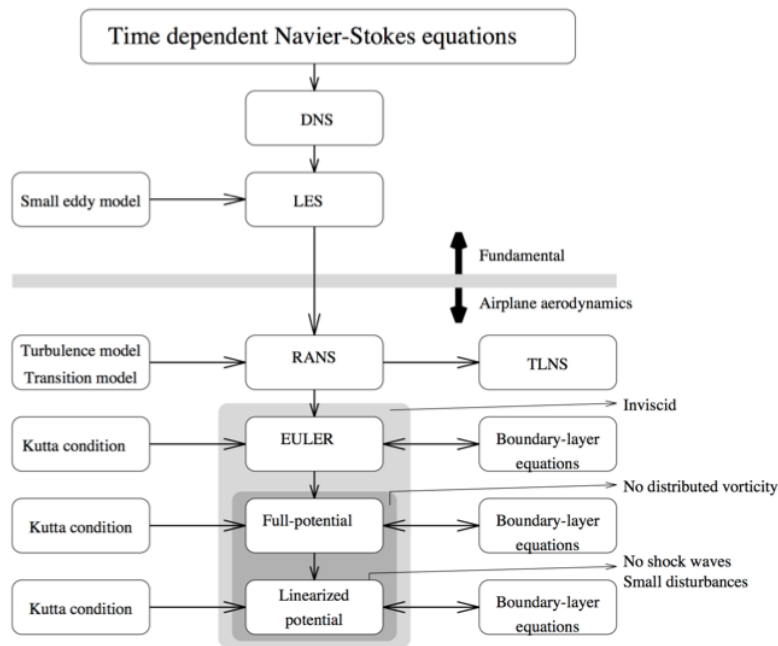 Time dependent Navier-Stokes equations
DNS
Small eddy model
LES
Fundamental
Airplane aerodynamics
Turbulence model
Transition model
RANS
TLNS
Inviscid
Kutta condition
EULER
Boundary-layer
equations
No distributed vorticity
Kutta condition
Full-potential
Boundary-layer
equations
No shock waves
Small disturbances
Kutta condition
Linearized
potential
Boundary-layer
equations